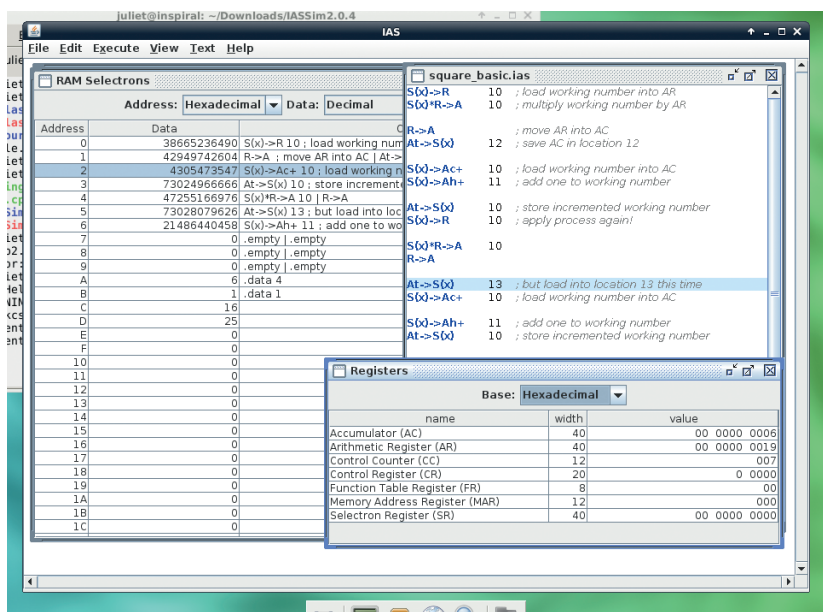 juliet@inspiral: ~/Downloads/IASSim2.0.4
IAS
File Edit Execute View Text Help
RAM Selectrons
Address: Hexadecimal Data: Decimal
Address Data
0 38665236490 S(x)->R 10 ; load working num
1 42949742604 R->A ; move AR into AC | At->
2 4305473547 S(x)->Ac+ 10 ; load working n
3 73024966666 At->S(x) 10 ; store incremente
4 47255166976 S(x)*R->A 10 | R->A
5 73028079626 At->S(x) 13 ; but load into loc
6 21486440458 S(x)->Ah+ 11 ; add one to wo
7 0 .empty | .empty
8 0 .empty | .empty
9 0 .empty | .empty
A 6 .data 4
B 1 .data 1
C 16
D 25
E 0
F 0
10 0
11 0
12 0
13 0
14 0
15 0
16 0
17 0
18 0
19 0
1A 0
1B 0
1C 0
square_basic.ias
S(x)->R 10 ; load working number into AR
S(x)*R->A 10 ; multiply working number by AR
R->A ; move AR into AC
At->S(x) 12 ; save AC in location 12
S(x)->Ac+ 10 ; load working number into AC
S(x)->Ah+ 11 ; add one to working number
At->S(x) 10 ; store incremented working number
S(x)->R 10 ; apply process again!
S(x)*R->A 10
R->A
At->S(x) 13 ; but load into location 13 this time
S(x)->Ac+ 10 ; load working number into AC
S(x)->Ah+ 11 ; add one to working number
At->S(x) 10 ; store incremented working number
Registers
Base: Hexadecimal
name width value
Accumulator (AC) 40 00 0000 0006
Arithmetic Register (AR) 40 00 0000 0019
Control Counter (CC) 12 007
Control Register (CR) 20 0 0000
Function Table Register (FR) 8 00
Memory Address Register (MAR) 12 000
Selectron Register (SR) 40 00 0000 0000